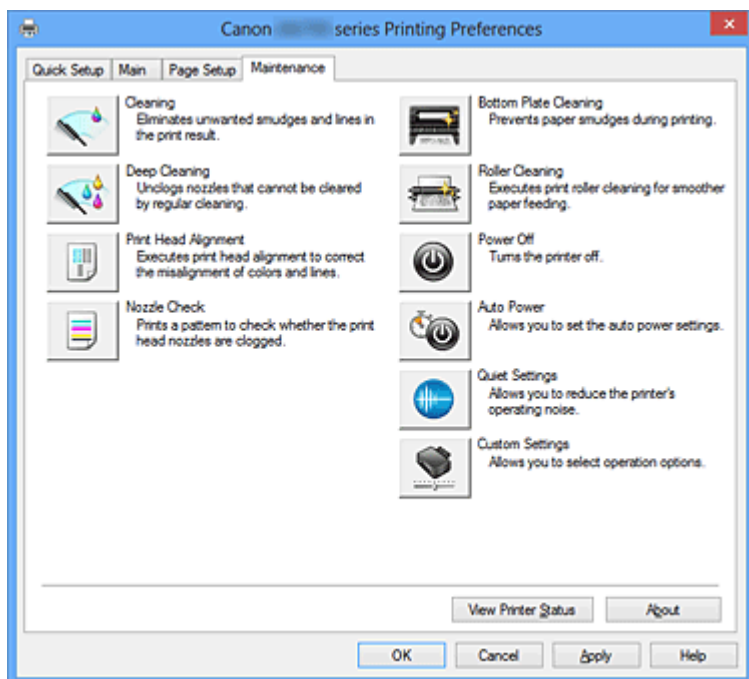 Canon series Printing Preferences
Quick Setup Main Page Setup Maintenance
Cleaning
Eliminates unwanted smudges and lines in
the print result.
Deep Cleaning
Unclogs nozzles that cannot be cleared
by regular cleaning.
Print Head Alignment
Executes print head alignment to correct
the misalignment of colors and lines.
Nozzle Check
Prints a pattern to check whether the print
head nozzles are clogged.
Bottom Plate Cleaning
Prevents paper smudges during printing.
Roller Cleaning
Executes print roller cleaning for smoother
paper feeding.
Power Off
Turns the printer off.
Auto Power
Allows you to set the auto power settings.
Quiet Settings
Allows you to reduce the printer's
operating noise.
Custom Settings
Allows you to select operation options.
View Printer Status About
OK Cancel Apply Help